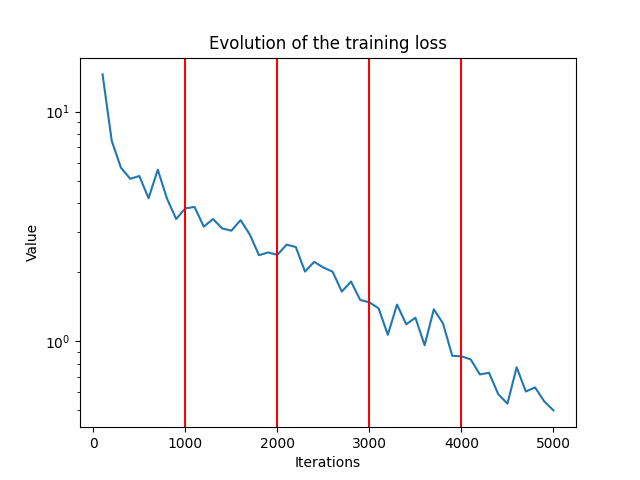 Evolution of the training loss
10¹
10⁰
Value
0 1000 2000 3000 4000 5000
Iterations